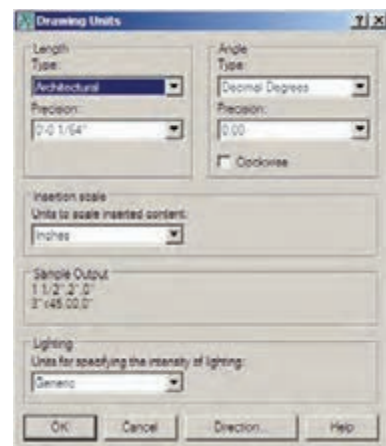 Drawing Units
Length
Type:
Architectural
Precision:
0'-0 1/64"
Angle
Type:
Decimal Degrees
Precision:
0.00
Clockwise
Insertion scale
Units to scale inserted content:
Inches
Sample Output
1 1/2",2",0"
3"<45.00,0"
Lighting
Units for specifying the intensity of lighting:
Generic
OK
Cancel
Direction...
Help